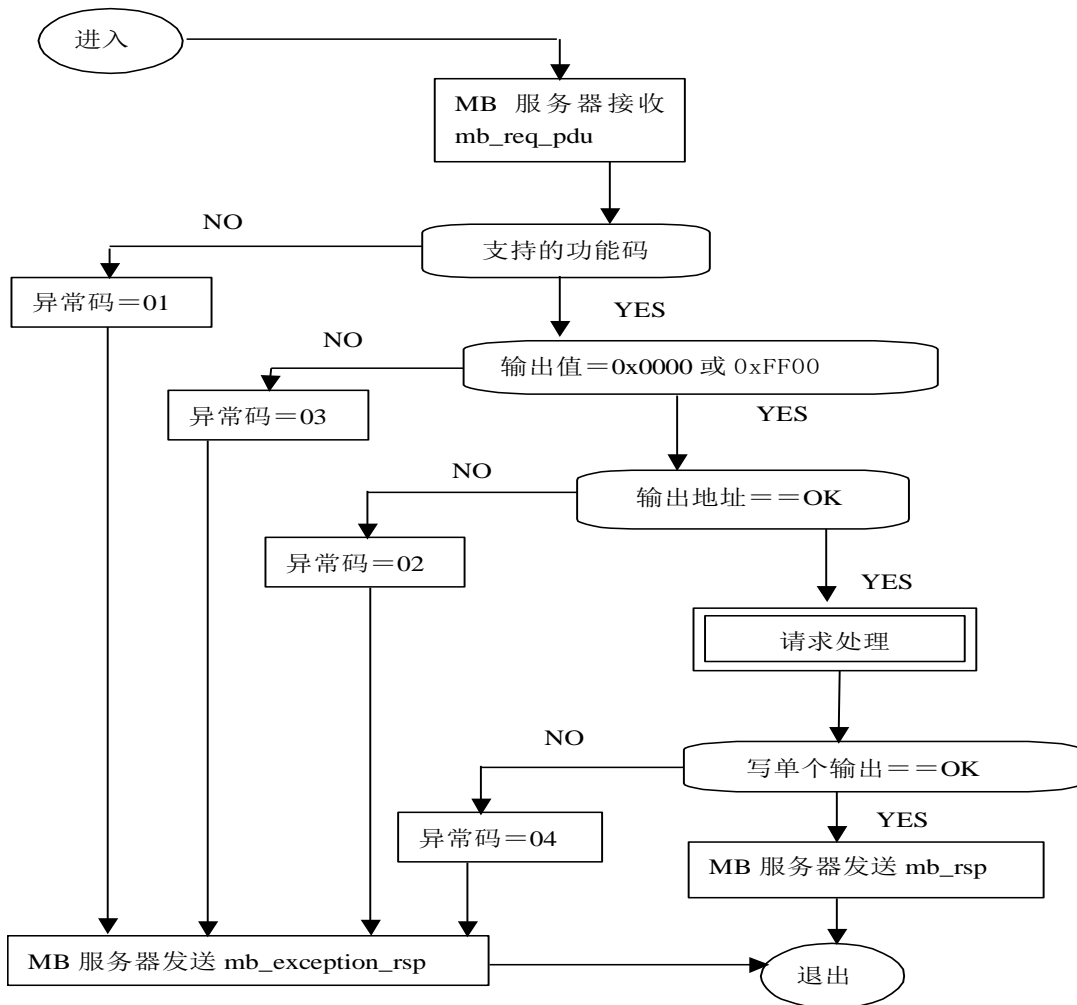 进入
MB 服务器接收
mb_req_pdu
NO
支持的功能码
异常码＝01
YES
NO
输出值＝0x0000 或 0xFF00
异常码＝03
YES
NO
输出地址＝＝OK
异常码＝02
YES
请求处理
NO
写单个输出＝＝OK
异常码＝04
YES
MB 服务器发送 mb_rsp
MB 服务器发送 mb_exception_rsp
退出